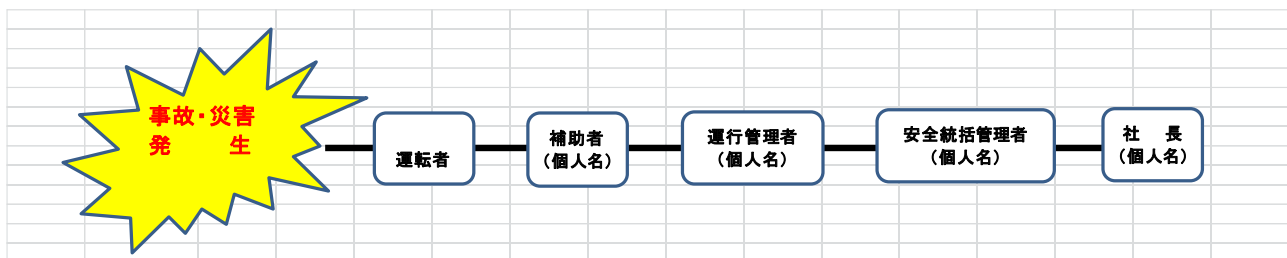 事故・災害
発　　生
運転者
補助者
（個人名）
運行管理者
（個人名）
安全統括管理者
（個人名）
社　長
（個人名）